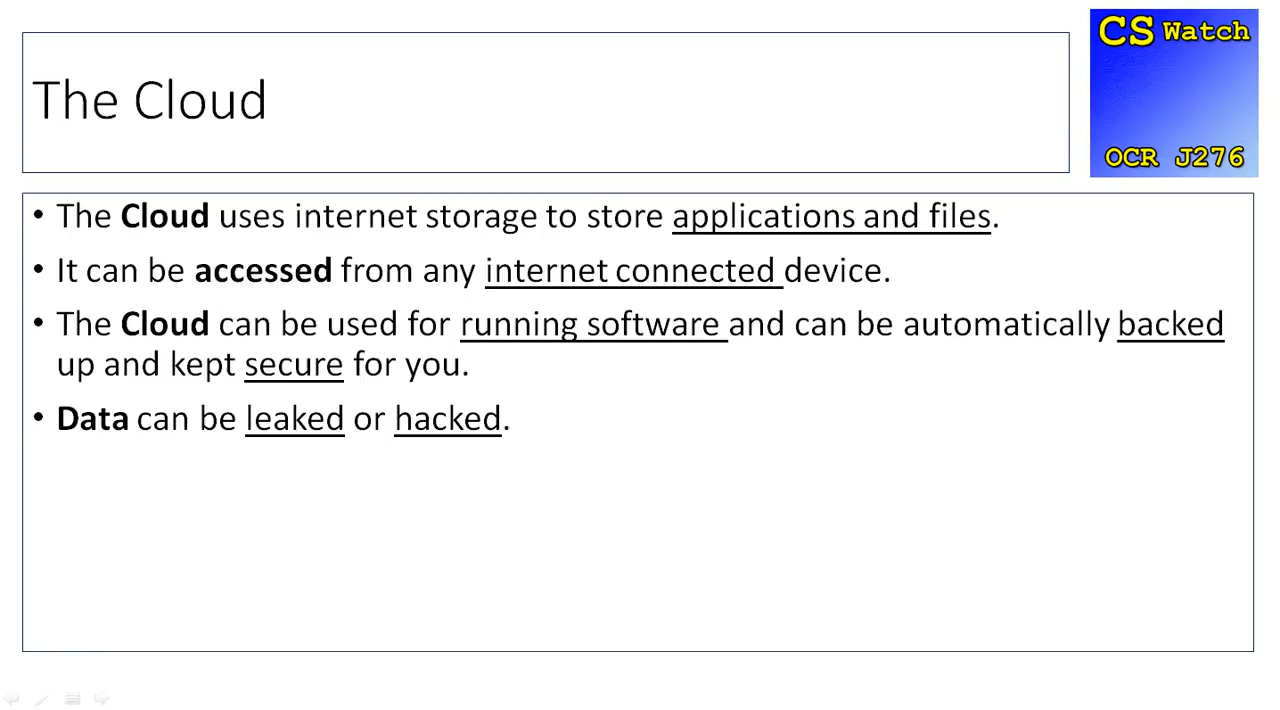 The Cloud
CS Watch
OCR J276
• The Cloud uses internet storage to store applications and files.
• It can be accessed from any internet connected device.
• The Cloud can be used for running software and can be automatically backed
up and kept secure for you.
• Data can be leaked or hacked.